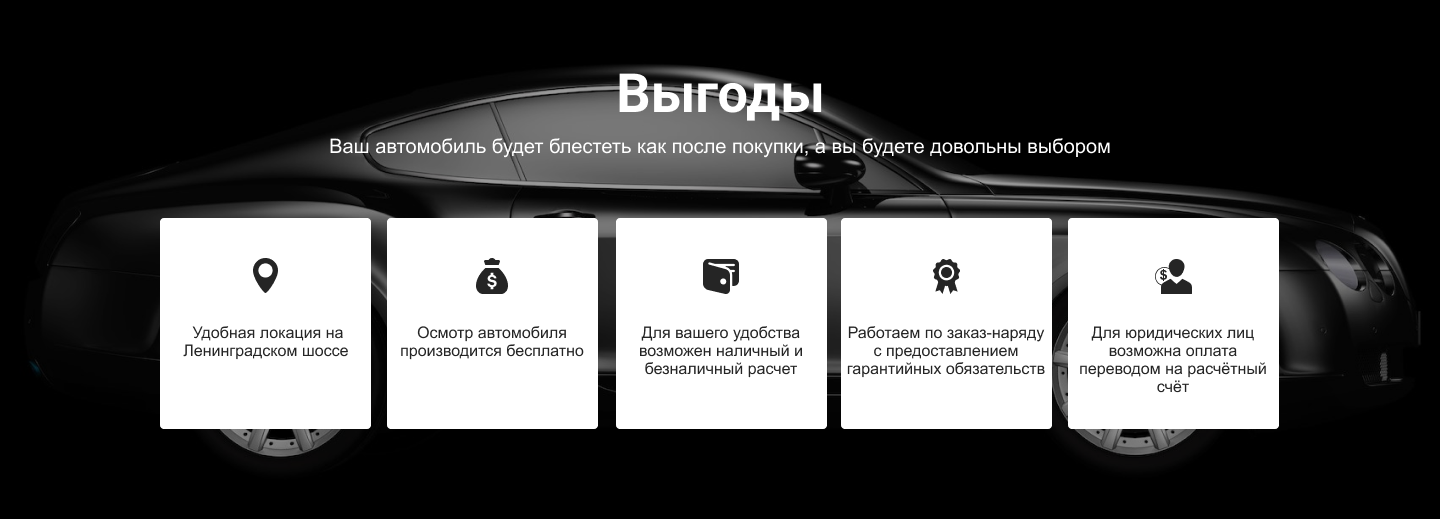 Выгоды
Ваш автомобиль будет блестеть как после покупки, а вы будете довольны выбором
Удобная локация на
Ленинградском шоссе
Осмотр автомобиля
производится бесплатно
Для вашего удобства
возможен наличный и
безналичный расчет
Работаем по заказ-наряду
с предоставлением
гарантийных обязательств
Для юридических лиц
возможна оплата
переводом на расчётный
счёт